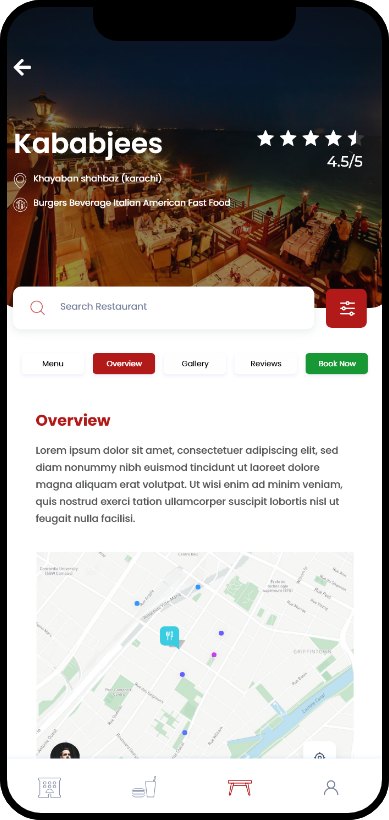 Kababjees
4.5/5
Khayaban shahbaz (karachi)
Burgers Beverage Italian American Fast Food
Search Restaurant
Menu
Overview
Gallery
Reviews
Book Now
Overview
Lorem ipsum dolor sit amet, consectetuer adipiscing elit, sed
diam nonummy nibh euismod tincidunt ut laoreet dolore
magna aliquam erat volutpat. Ut wisi enim ad minim veniam,
quis nostrud exerci tation ullamcorper suscipit lobortis nisl ut
feugait nulla facilisi.
GRIFFINTOWN